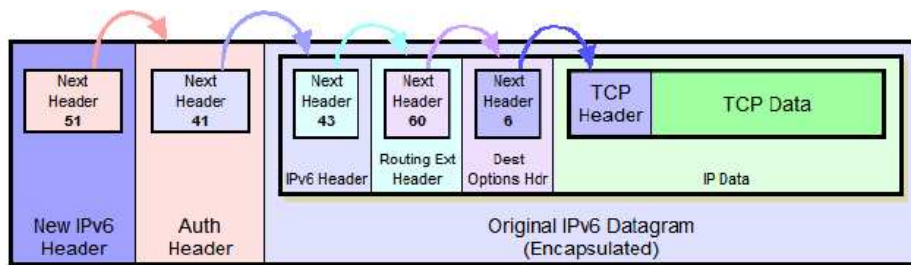 Next
Header
51
Next
Header
41
Next
Header
43
Next
Header
60
Next
Header
6
TCP
Header
TCP Data
IPv6 Header
Routing Ext
Header
Dest
Options Hdr
IP Data
New IPv6
Header
Auth
Header
Original IPv6 Datagram
(Encapsulated)